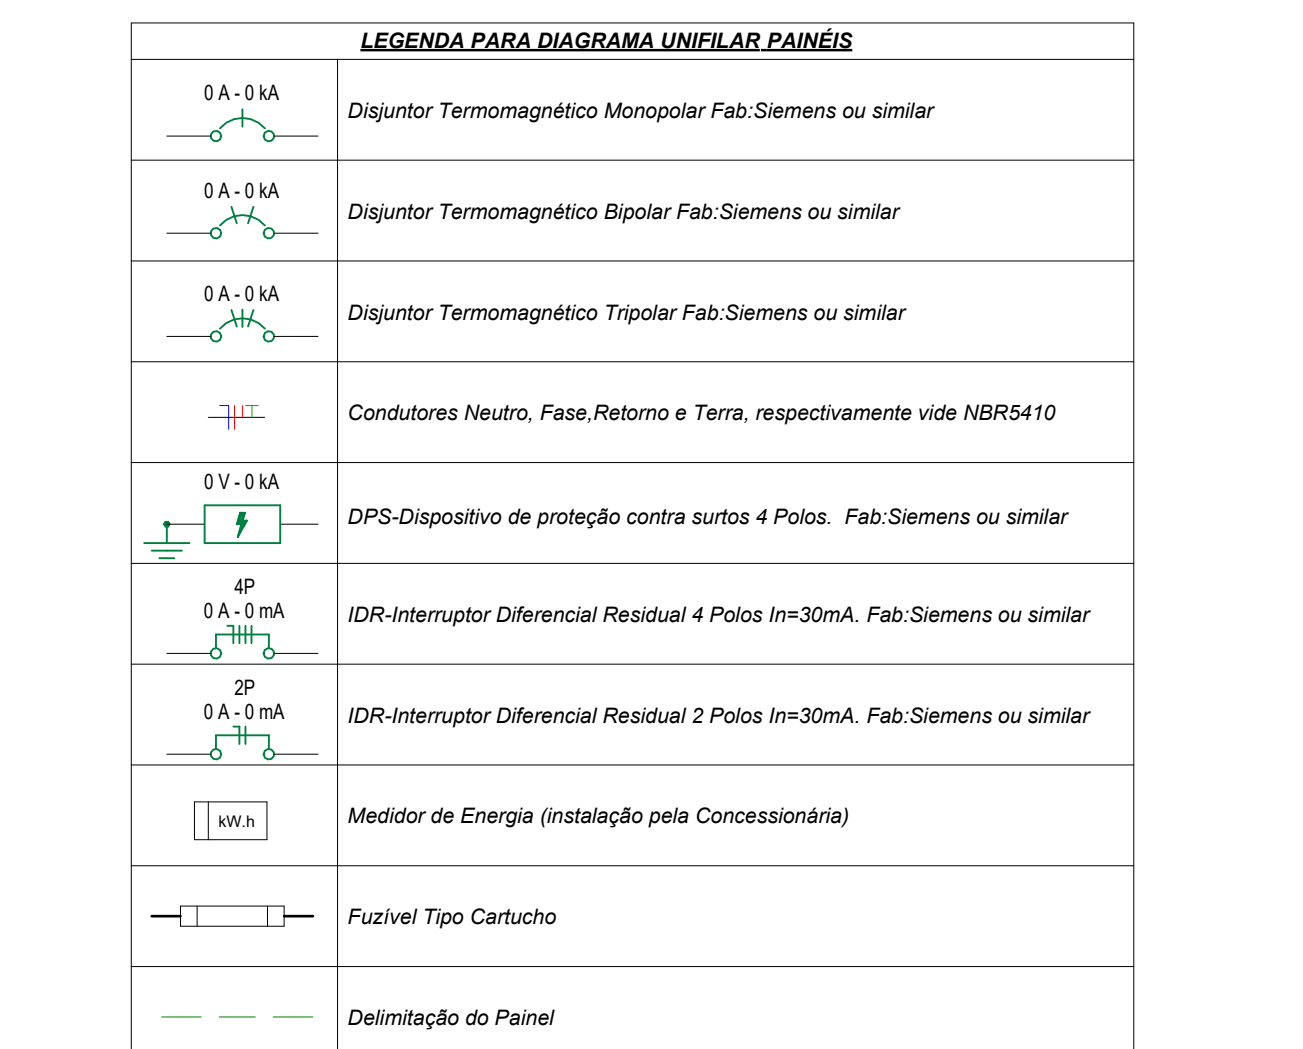 LEGENDA PARA DIAGRAMA UNIFILAR PAINÉIS
0 A - 0 kA
Disjuntor Termomagnético Monopolar Fab:Siemens ou similar
0 A - 0 kA
Disjuntor Termomagnético Bipolar Fab:Siemens ou similar
0 A - 0 kA
Disjuntor Termomagnético Tripolar Fab:Siemens ou similar
Condutores Neutro, Fase,Retorno e Terra, respectivamente vide NBR5410
0 V - 0 kA
DPS-Dispositivo de proteção contra surtos 4 Polos.  Fab:Siemens ou similar
4P
0 A - 0 mA
IDR-Interruptor Diferencial Residual 4 Polos In=30mA. Fab:Siemens ou similar
2P
0 A - 0 mA
IDR-Interruptor Diferencial Residual 2 Polos In=30mA. Fab:Siemens ou similar
kW.h
Medidor de Energia (instalação pela Concessionária)
Fuzível Tipo Cartucho
Delimitação do Painel